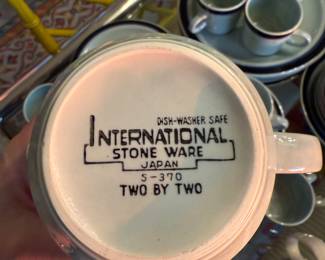 DISH-WASHER SAFE
INTERNATIONAL
STONE WARE
JAPAN
S-370
TWO BY TWO